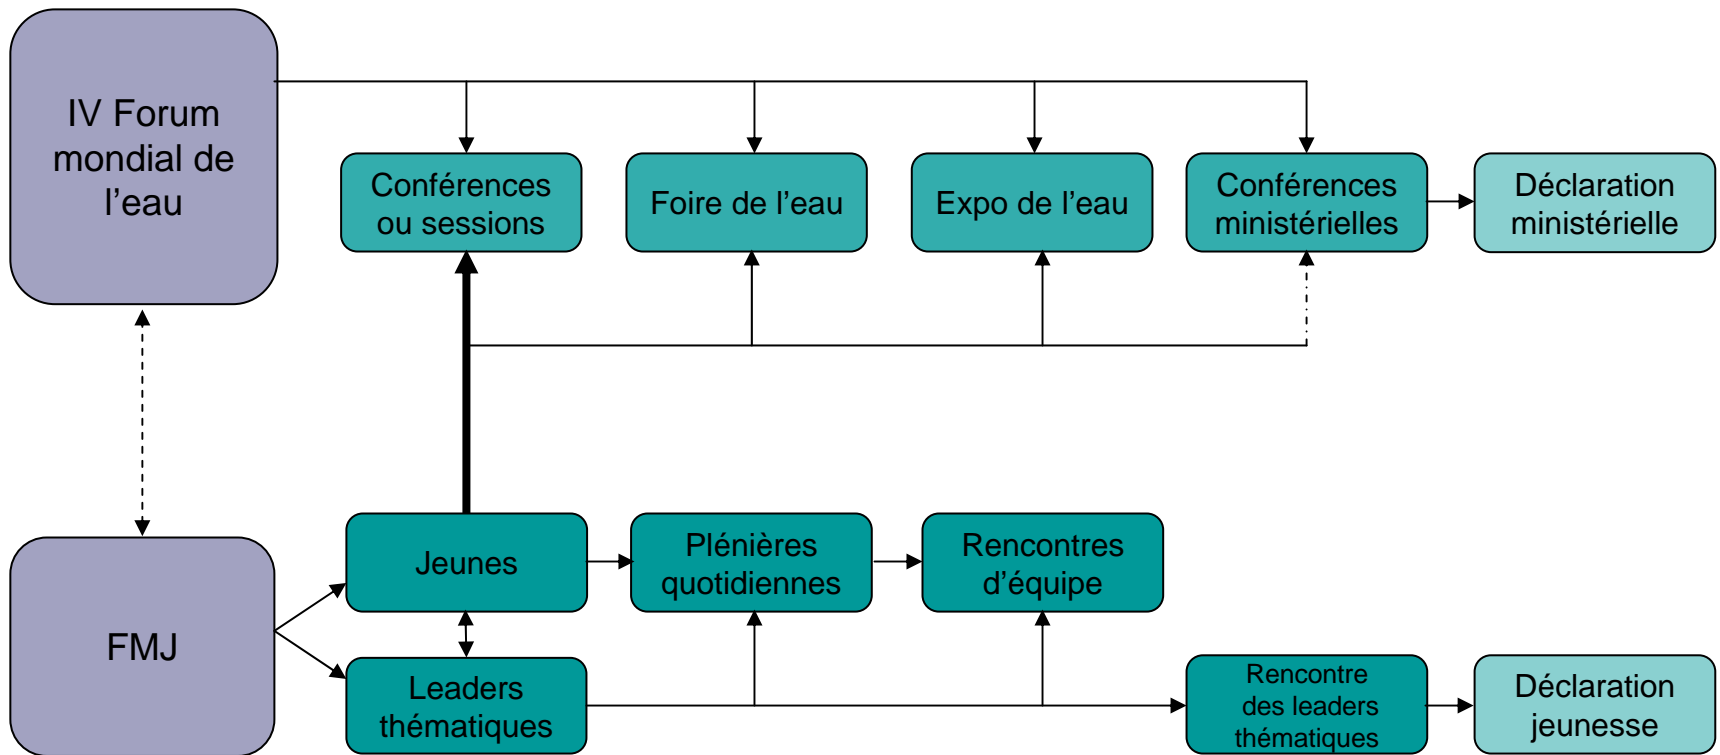 IV Forum
mondial de
l’eau
Conférences
ou sessions
Foire de l’eau
Expo de l’eau
Conférences
ministérielles
Déclaration
ministérielle
FMJ
Jeunes
Plénières
quotidiennes
Rencontres
d’équipe
Leaders
thématiques
Rencontre
des leaders
thématiques
Déclaration
jeunesse